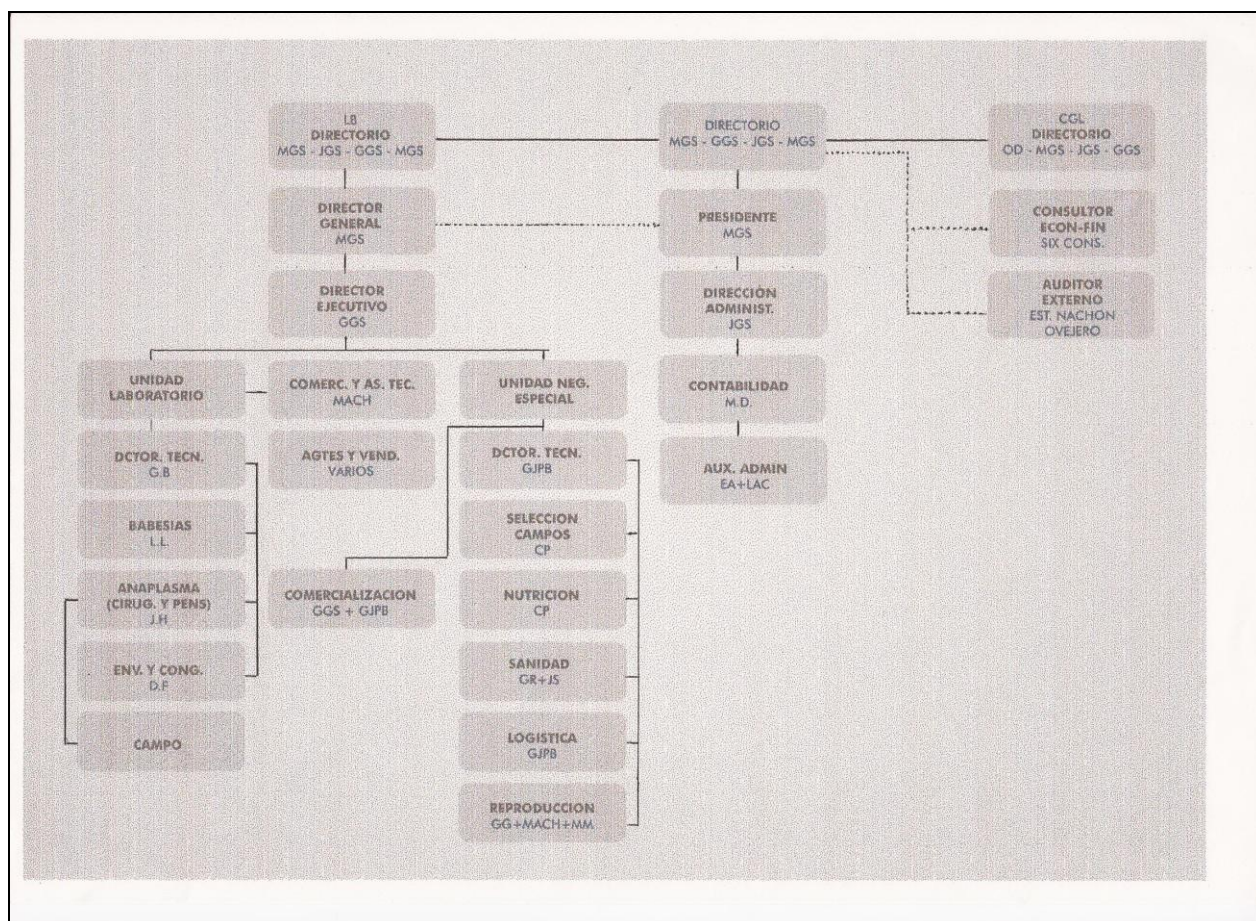 LB
DIRECTORIO
MGS - JGS - GGS - MGS
DIRECTORIO
MGS - GGS - JGS - MGS
CGL
DIRECTORIO
OD - MGS - JGS - GGS
DIRECTOR
GENERAL
MGS
PRESIDENTE
MGS
CONSULTOR
ECON-FIN
SIX CONS.
DIRECTOR
EJECUTIVO
GGS
DIRECCIÓN
ADMINIST.
JGS
AUDITOR
EXTERNO
EST. NACHON
OVEJERO
UNIDAD
LABORATORIO
COMERC. Y AS. TEC.
MACH
UNIDAD NEG.
ESPECIAL
CONTABILIDAD
M.D.
DCTOR. TECN.
G.B
AGTES Y VEND.
VARIOS
DCTOR. TECN.
GJPB
AUX. ADMIN
EA+LAC
BABESIAS
L.L.
SELECCION
CAMPOS
CP
ANAPLASMA
(CIRUG. Y PENS)
J.H
COMERCIALIZACION
GGS + GJPB
NUTRICION
CP
ENV. Y CONG.
D.F
SANIDAD
GR+JS
CAMPO
LOGISTICA
GJPB
REPRODUCCION
GG+MACH+MM